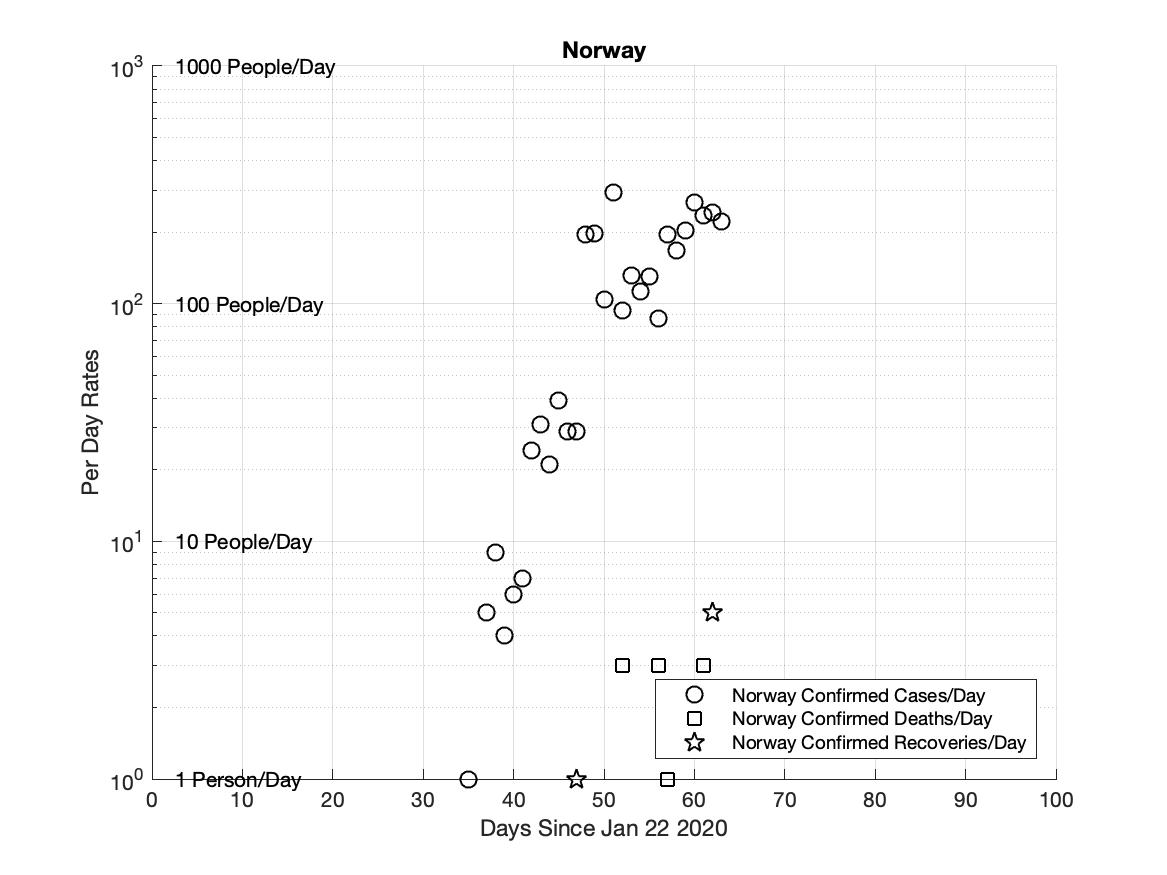 Norway
10^3
1000 People/Day
10^2
100 People/Day
Per Day Rates
10^1
10 People/Day
Norway Confirmed Cases/Day
Norway Confirmed Deaths/Day
Norway Confirmed Recoveries/Day
10^0
1 Person/Day
0 10 20 30 40 50 60 70 80 90 100
Days Since Jan 22 2020